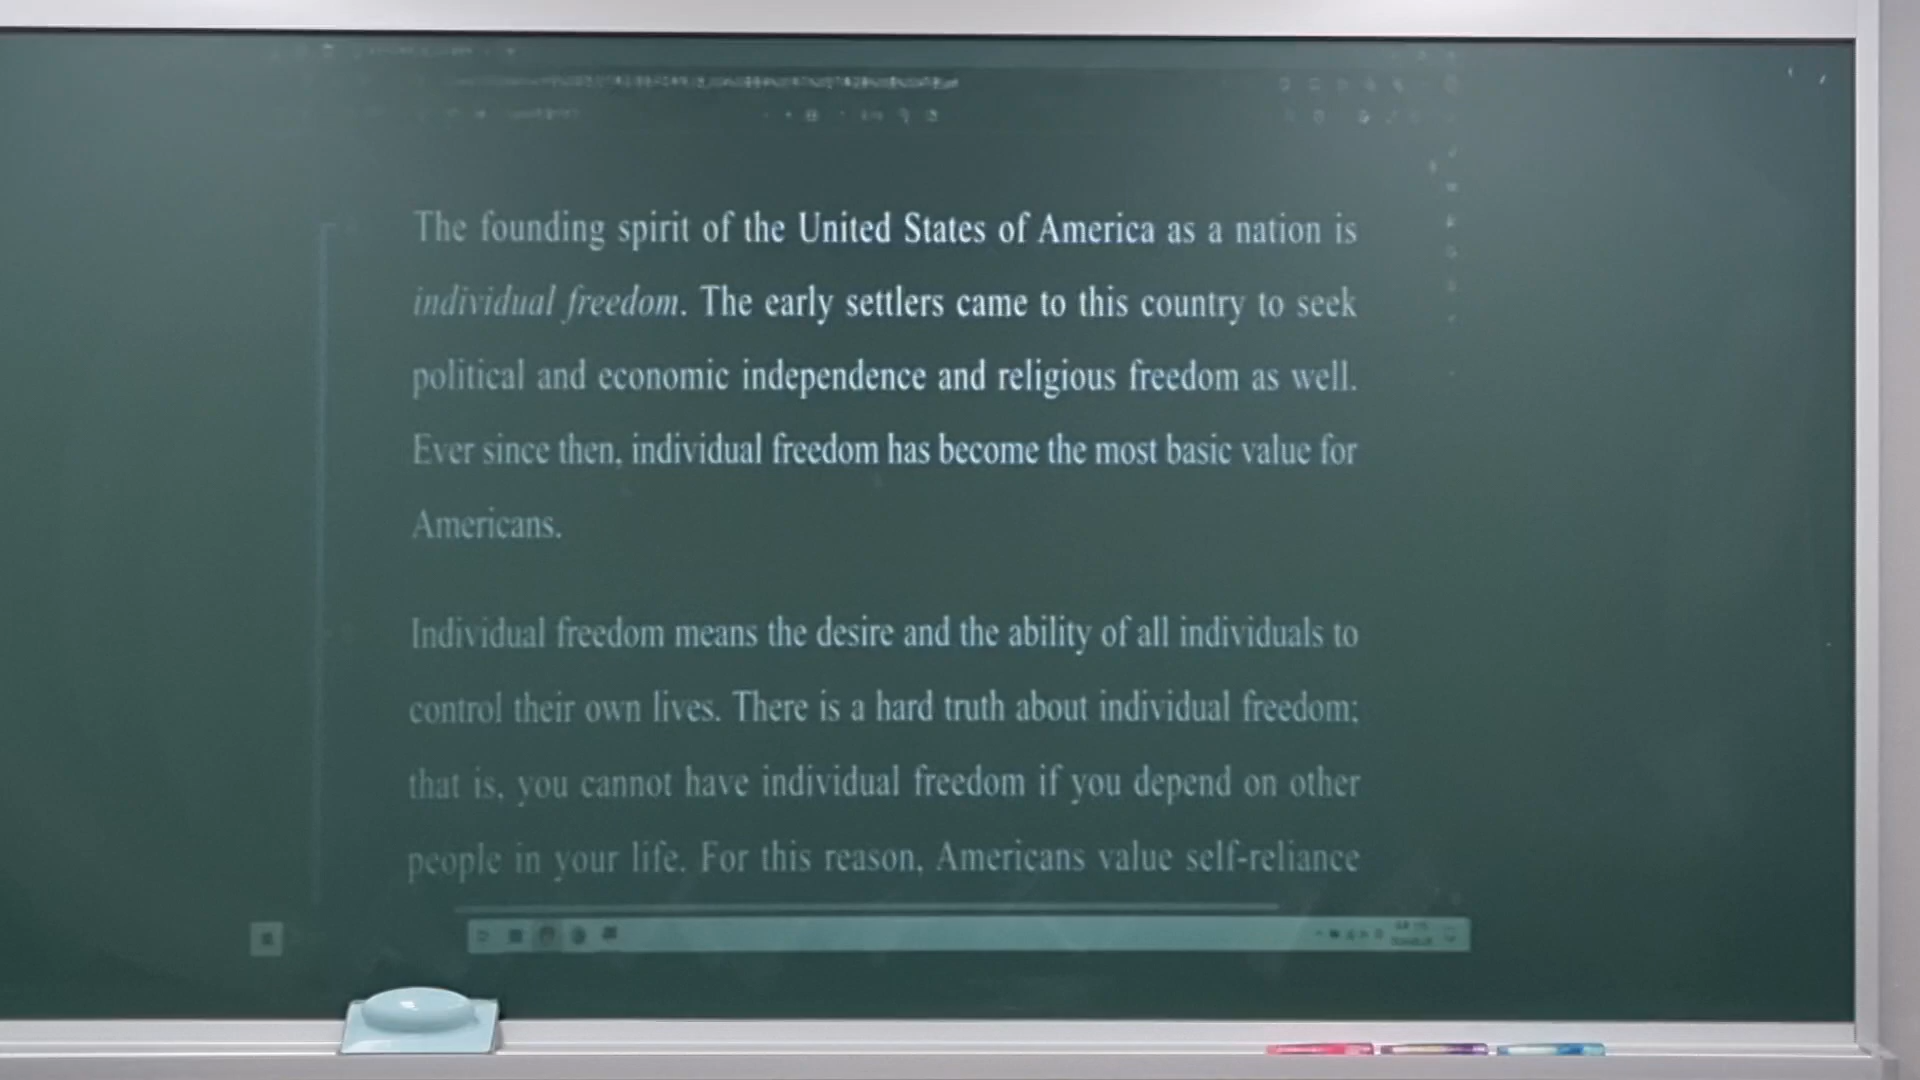 The founding spirit of the United States of America as a nation is
individual freedom. The early settlers came to this country to seek
political and economic independence and religious freedom as well.
Ever since then, individual freedom has become the most basic value for
Americans.
Individual freedom means the desire and the ability of all individuals to
control their own lives. There is a hard truth about individual freedom;
that is, you cannot have individual freedom if you depend on other
people in your life. For this reason, Americans value self-reliance